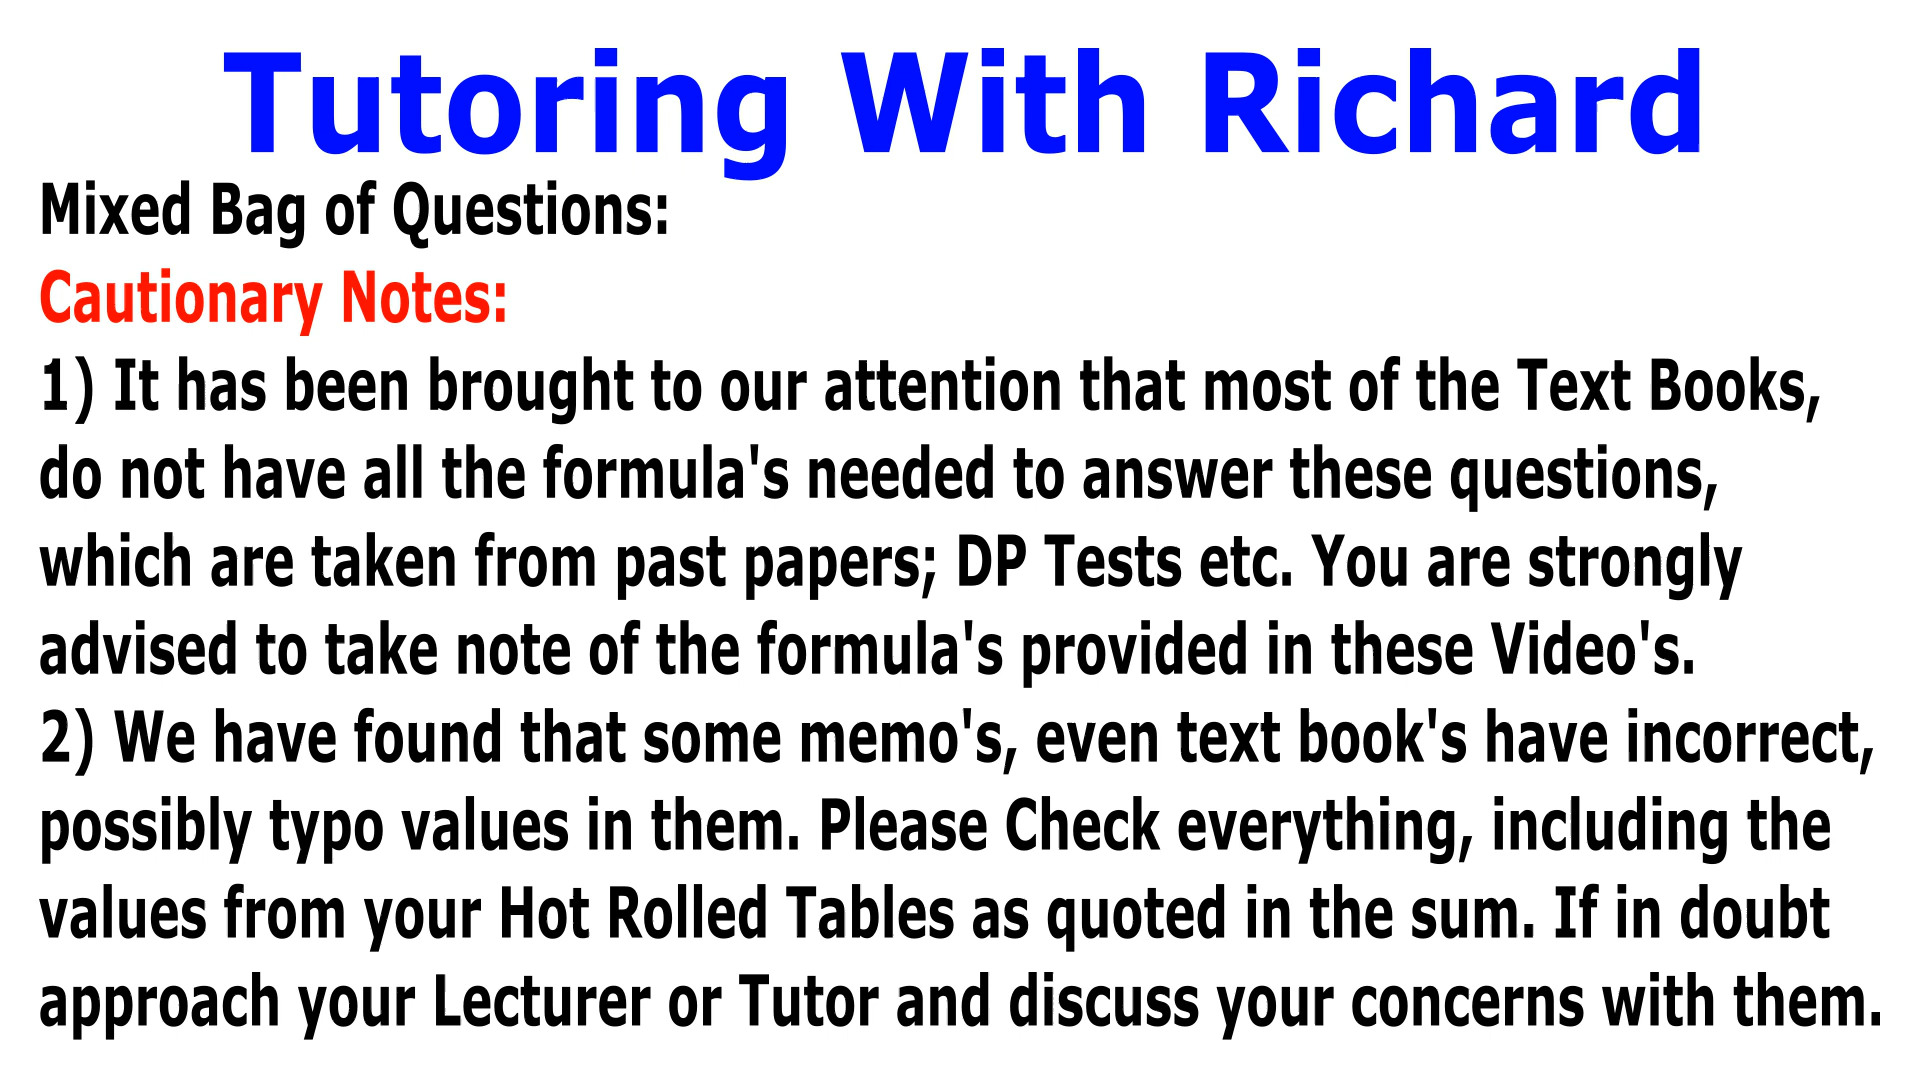 Tutoring With Richard
Mixed Bag of Questions:
Cautionary Notes:
1) It has been brought to our attention that most of the Text Books,
do not have all the formula's needed to answer these questions,
which are taken from past papers; DP Tests etc. You are strongly
advised to take note of the formula's provided in these Video's.
2) We have found that some memo's, even text book's have incorrect,
possibly typo values in them. Please Check everything, including the
values from your Hot Rolled Tables as quoted in the sum. If in doubt
approach your Lecturer or Tutor and discuss your concerns with them.